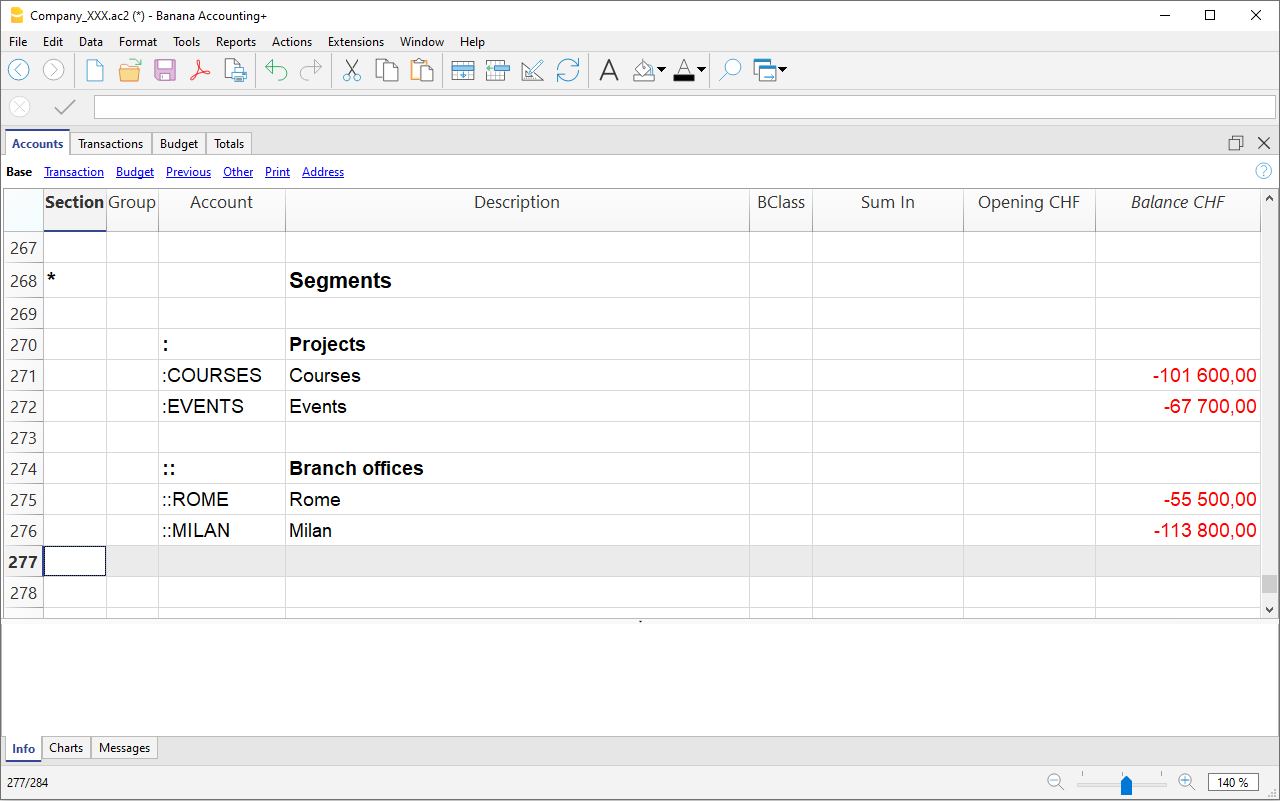 Company_XXX.ac2 (*) - Banana Accounting+
File Edit Data Format Tools Reports Actions Extensions Window Help
Accounts Transactions Budget Totals
Base Transaction Budget Previous Other Print Address
Section Group Account Description BClass Sum In Opening CHF Balance CHF
267
268 * Segments
269
270 : Projects
271 :COURSES Courses -101 600,00
272 :EVENTS Events -67 700,00
273
274 :: Branch offices
275 ::ROME Rome -55 500,00
276 ::MILAN Milan -113 800,00
277
278
Info Charts Messages
277/284 140 %